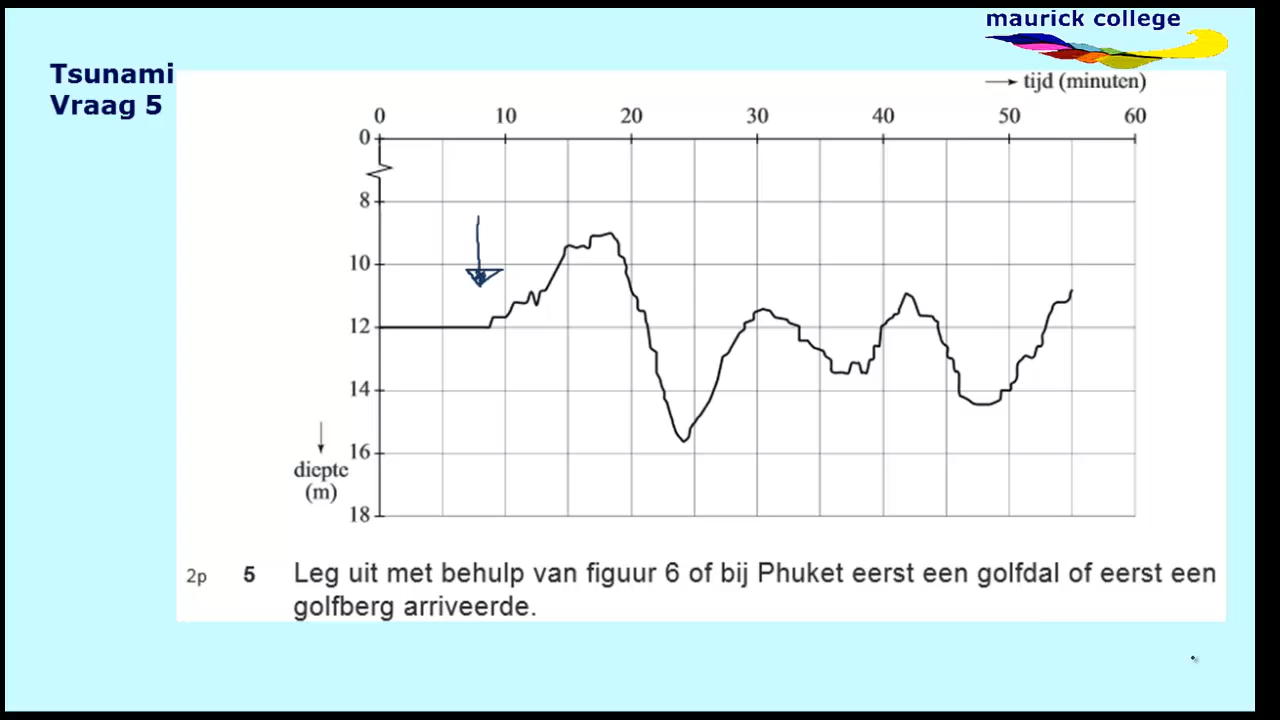 maurick college
Tsunami
Vraag 5
tijd (minuten)
0 10 20 30 40 50 60
0
8
10
12
14
16
18
diepte
(m)
2p 5 Leg uit met behulp van figuur 6 of bij Phuket eerst een golfdal of eerst een
golfberg arriveerde.